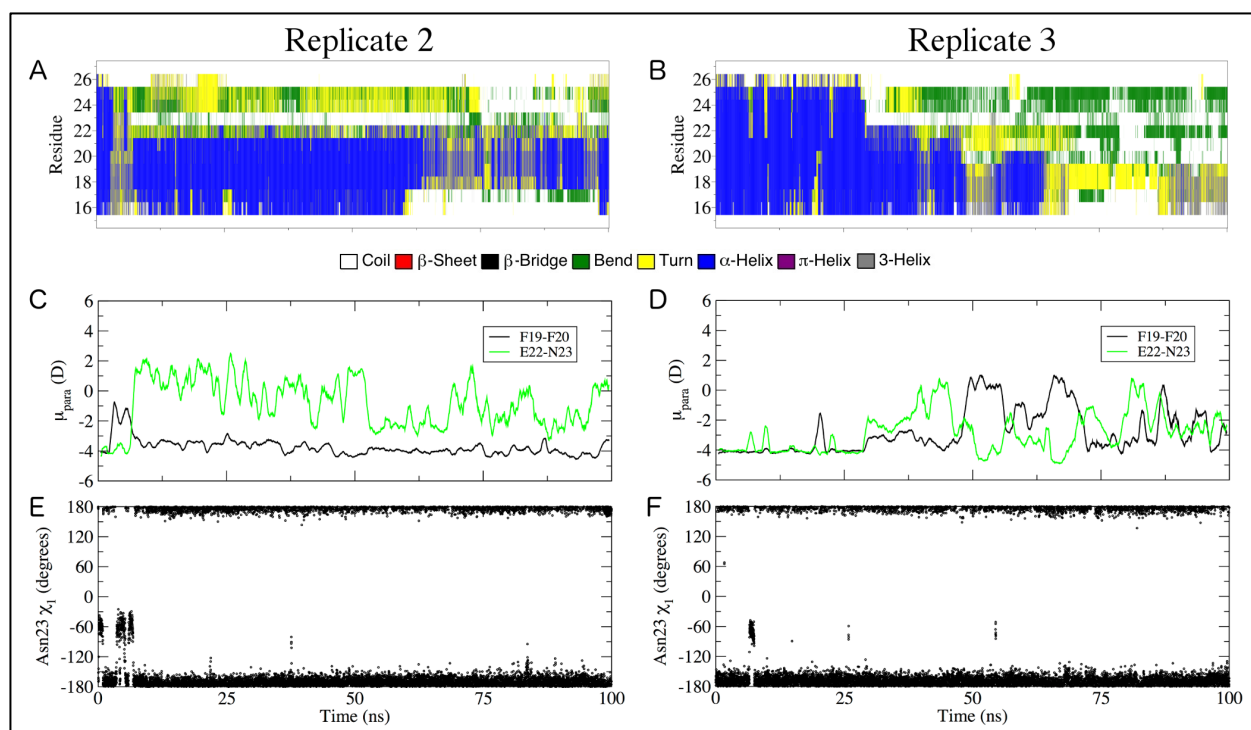 Replicate 2
Replicate 3
A
B
Residue
26
24
22
20
18
16
Residue
26
24
22
20
18
16
Coil β-Sheet β-Bridge Bend Turn α-Helix π-Helix 3-Helix
C
D
μpara (D)
6
4
2
0
-2
-4
-6
F19-F20
E22-N23
μpara (D)
6
4
2
0
-2
-4
-6
F19-F20
E22-N23
E
F
Asn23 χ1 (degrees)
180
120
60
0
-60
-120
-180
0 25 50 75 100
Time (ns)
Asn23 χ1 (degrees)
180
120
60
0
-60
-120
-180
0 25 50 75 100
Time (ns)